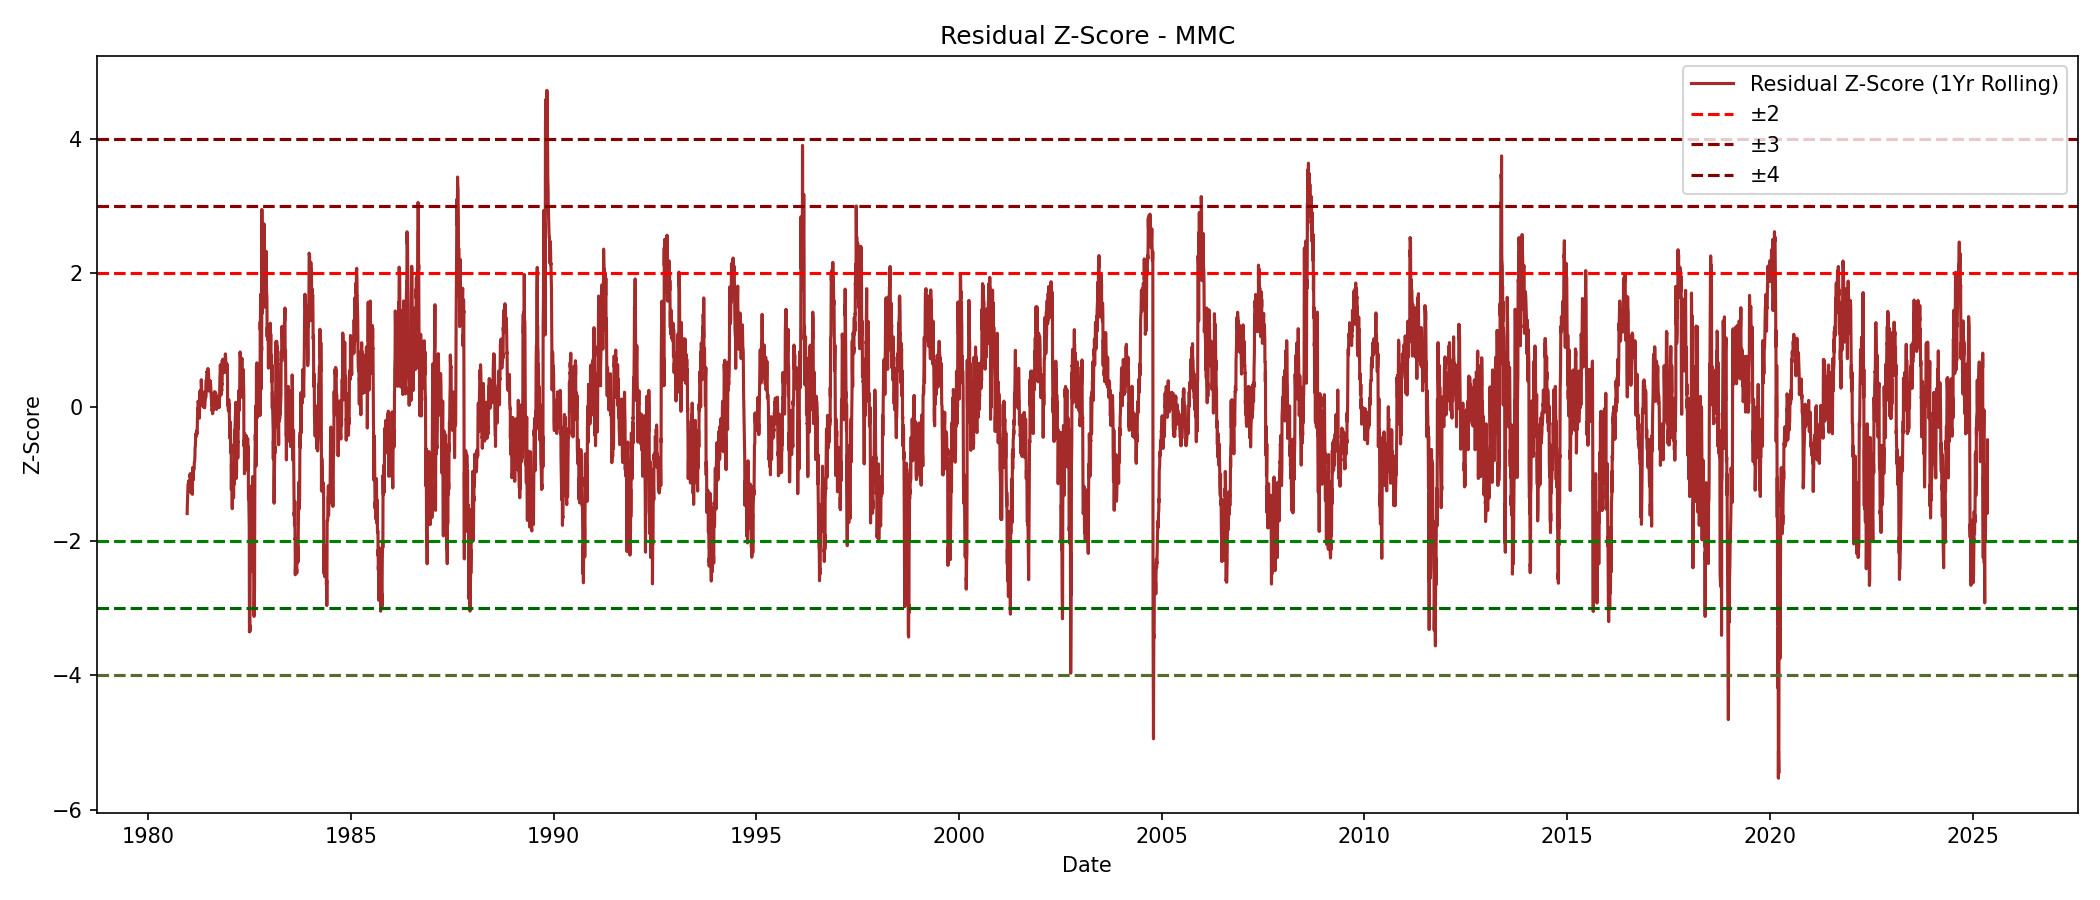 Residual Z-Score - MMC
Residual Z-Score (1Yr Rolling)
±2
±3
±4
Z-Score
4
2
0
−2
−4
−6
1980 1985 1990 1995 2000 2005 2010 2015 2020 2025
Date